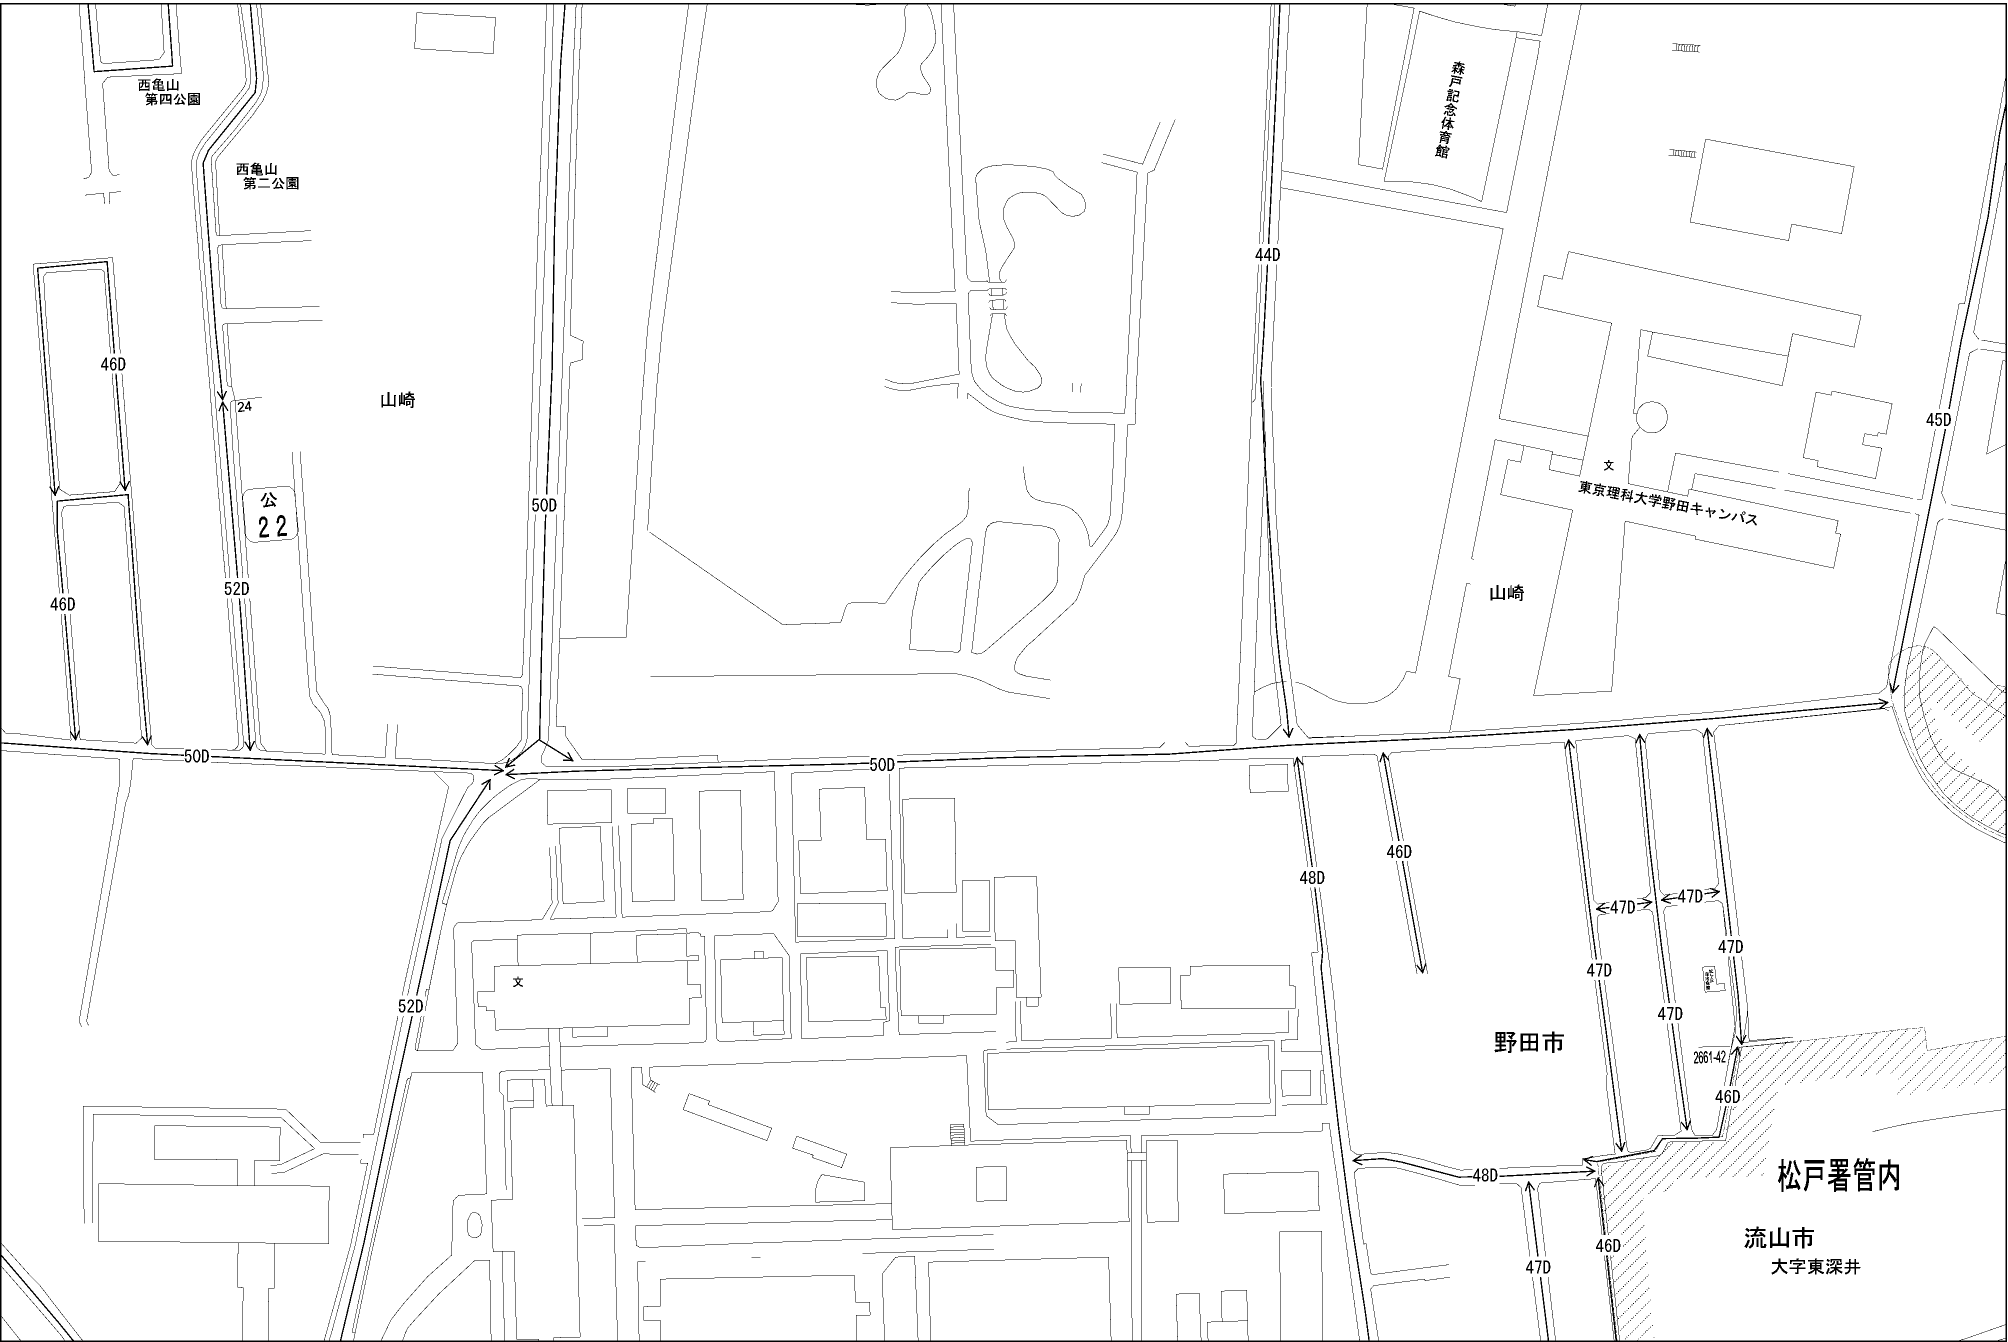 西亀山
第四公園
西亀山
第二公園
森戸記念体育館
44D
46D
山崎
24
45D
公
22
50D
文
東京理科大学野田キャンパス
52D
46D
山崎
50D
50D
46D
48D
47D
47D
47D
47D
文
52D
47D
野田市
2661-42
46D
48D
松戸署管内
流山市
46D
大字東深井
47D